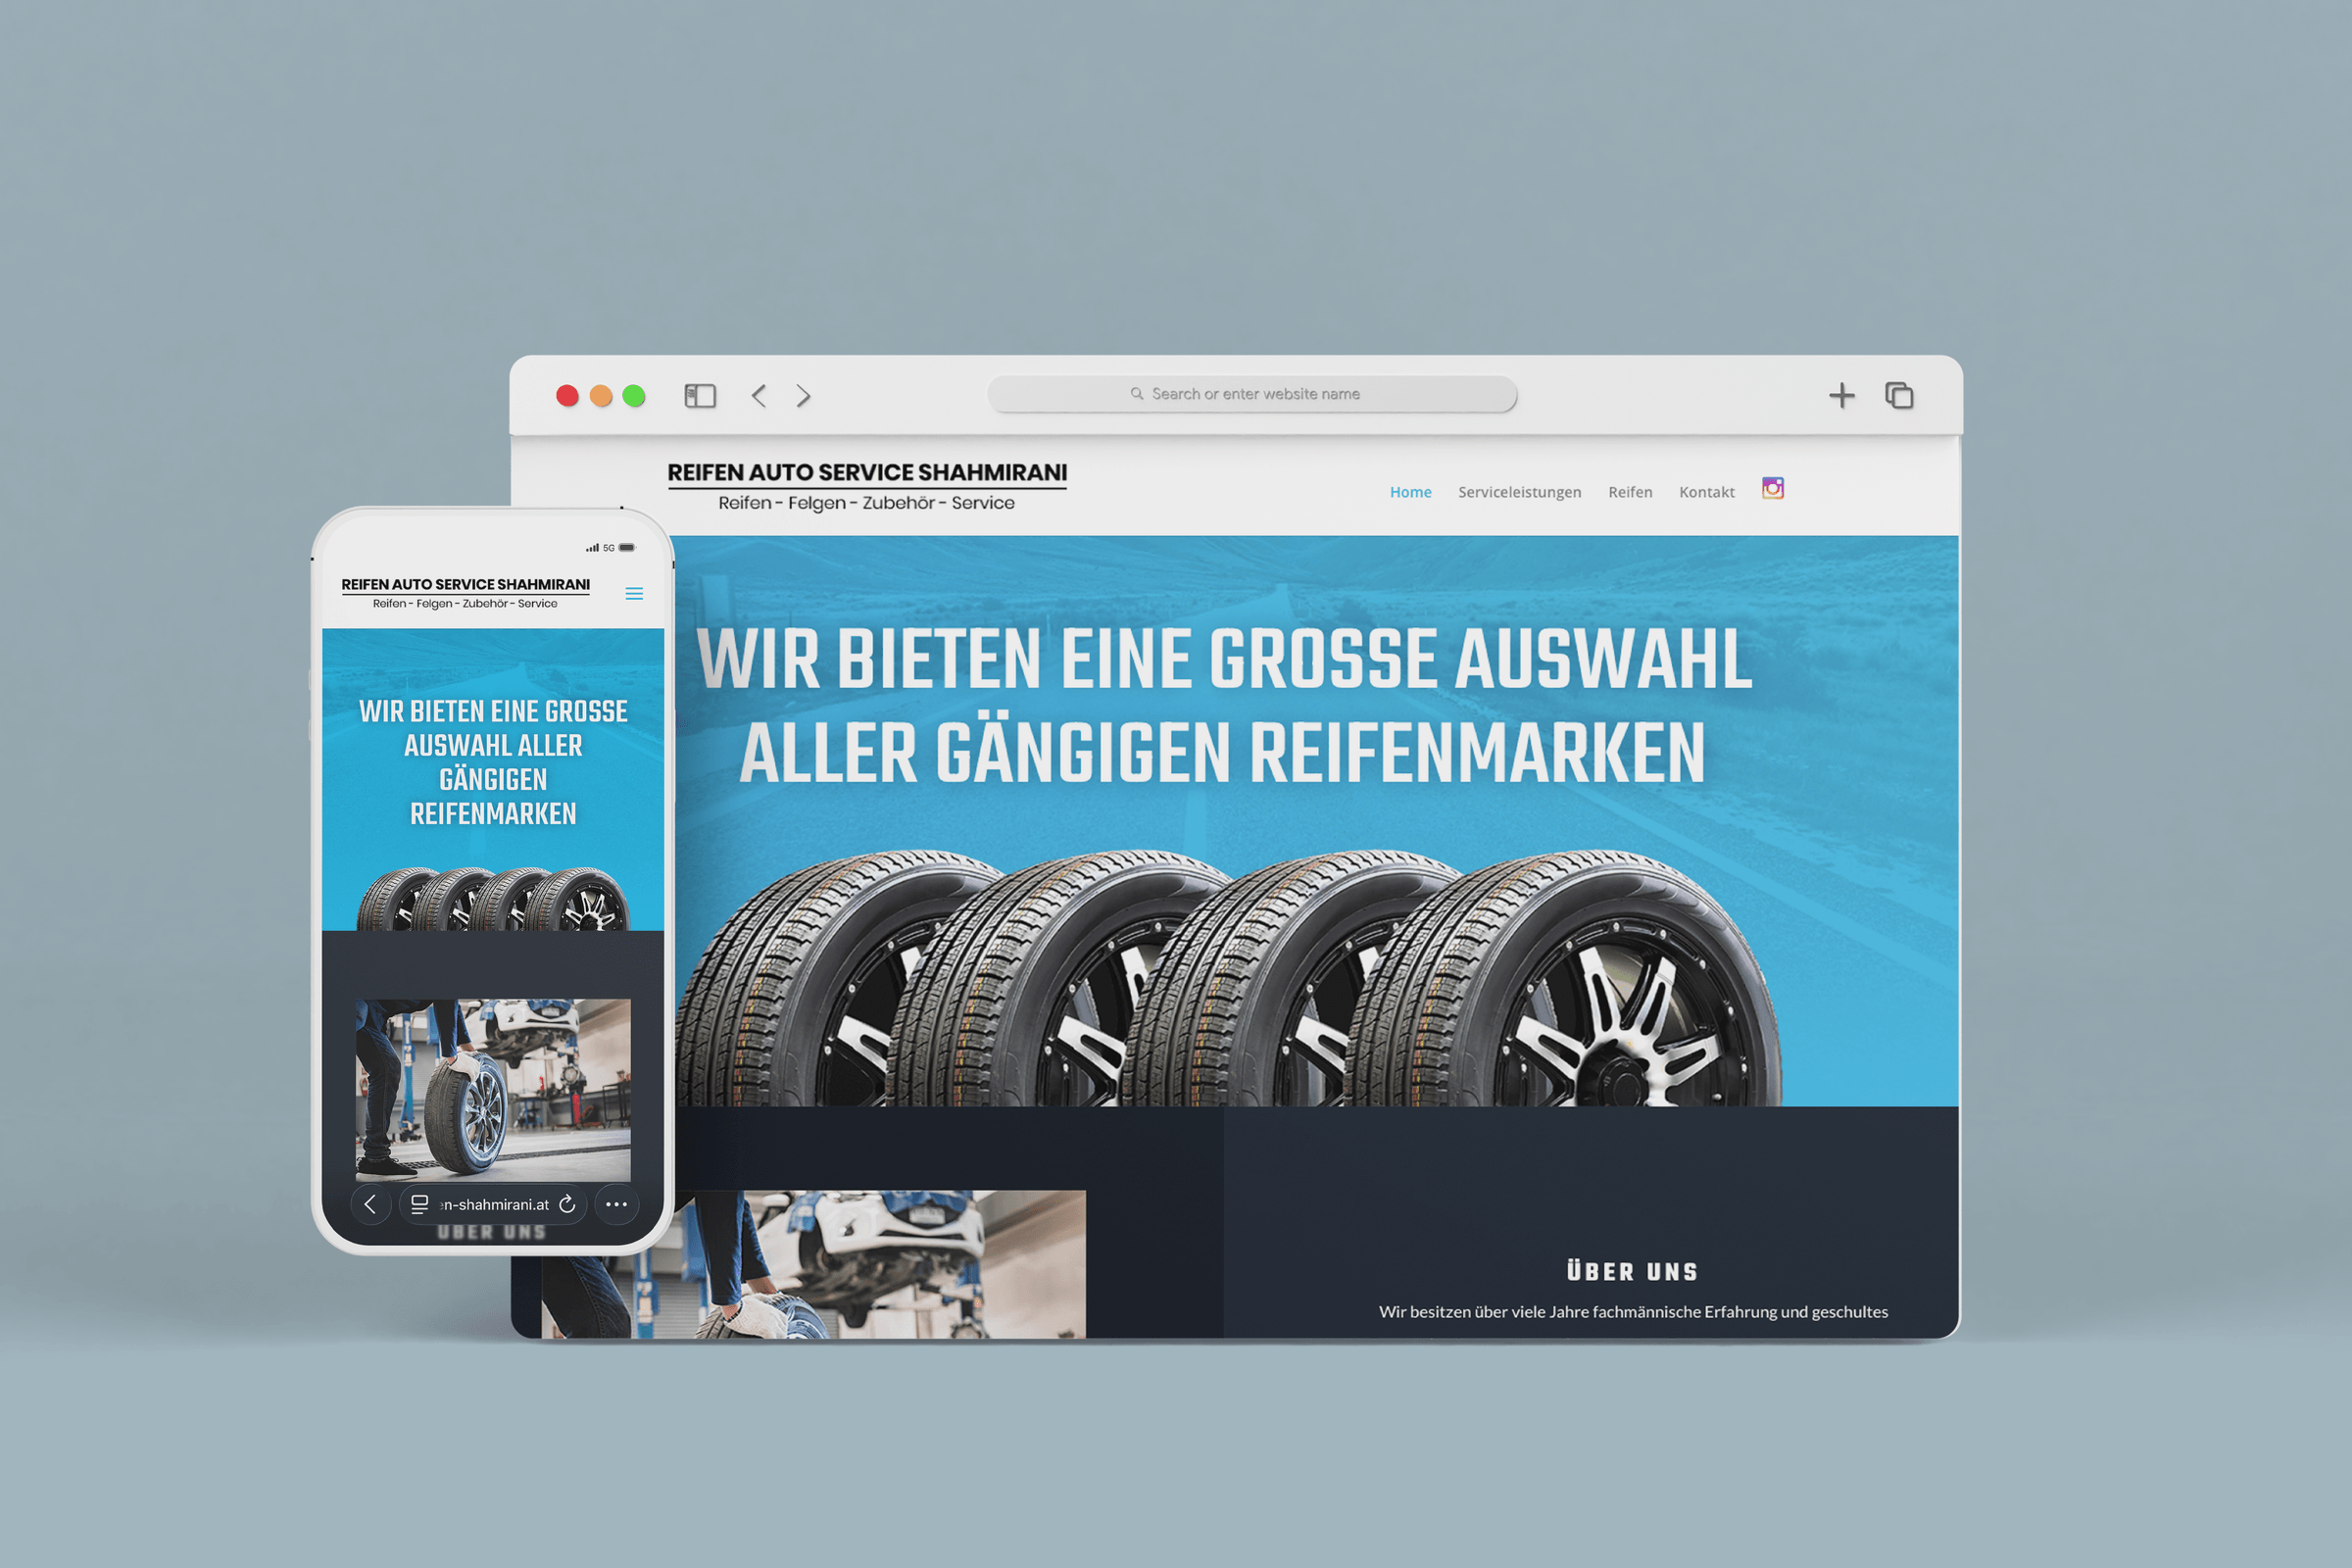 Search or enter website name
REIFEN AUTO SERVICE SHAHMIRANI
Reifen - Felgen - Zubehör - Service
Home Serviceleistungen Reifen Kontakt
WIR BIETEN EINE GROSSE AUSWAHL
ALLER GÄNGIGEN REIFENMARKEN
ÜBER UNS
Wir besitzen über viele Jahre fachmännische Erfahrung und geschultes
5G
REIFEN AUTO SERVICE SHAHMIRANI
Reifen - Felgen - Zubehör - Service
WIR BIETEN EINE GROSSE
AUSWAHL ALLER
GÄNGIGEN
REIFENMARKEN
en-shahmirani.at
ÜBER UNS